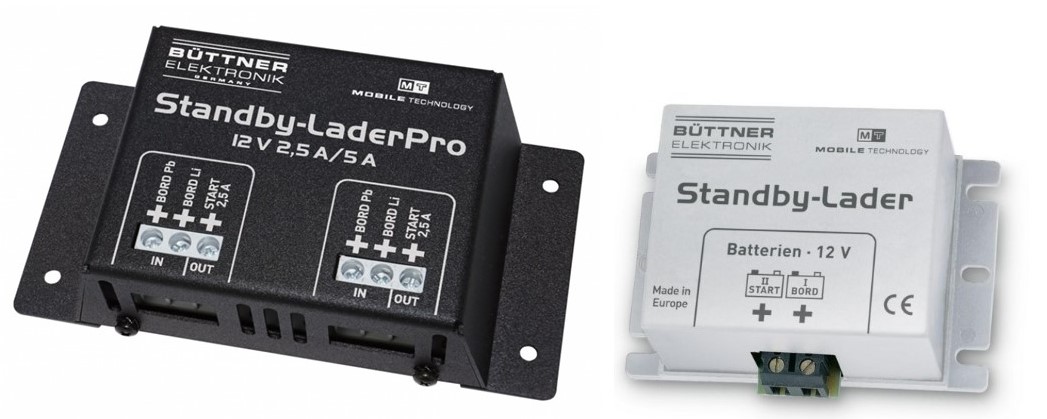 BÜTTNER
ELEKTRONIK
GERMANY
MT
MOBILE TECHNOLOGY
Standby-LaderPro
12 V 2,5 A/5 A
BORD Pb
BORD Li
START
2,5 A
+ + +
IN OUT
BORD Pb
BORD Li
START
2,5 A
+ + +
IN OUT
BÜTTNER
ELEKTRONIK
MT
MOBILE TECHNOLOGY
Standby-Lader
Batterien · 12 V
II I
START BORD
+ +
Made in
Europe
CE